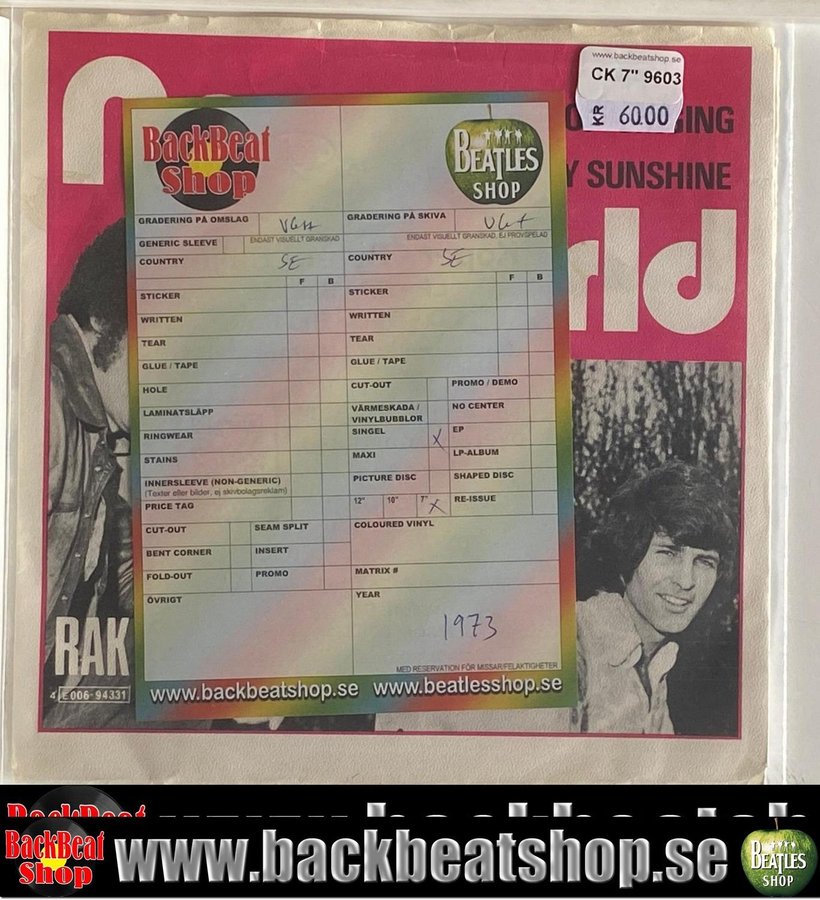 www.backbeatshop.se
CK 7" 9603
KR 60.00
RING
Y SUNSHINE
rld
BackBeat
Shop
BEATLES
SHOP
GRADERING PÅ OMSLAG VG++ GRADERING PÅ SKIVA VG+
GENERIC SLEEVE ENDAST VISUELLT GRANSKAD ENDAST VISUELLT GRANSKAD, EJ PROVSPELAD
COUNTRY SE COUNTRY SE
F B F B
STICKER STICKER
WRITTEN WRITTEN
TEAR TEAR
GLUE / TAPE GLUE / TAPE
HOLE CUT-OUT PROMO / DEMO
LAMINATSLÄPP VÄRMESKADA / NO CENTER
VINYLBUBBLOR
RINGWEAR SINGEL X EP
STAINS MAXI LP-ALBUM
INNERSLEEVE (NON-GENERIC) PICTURE DISC SHAPED DISC
(Texter eller bilder, ej skivbolagsreklam)
PRICE TAG 12" 10" 7" X RE-ISSUE
CUT-OUT SEAM SPLIT COLOURED VINYL
BENT CORNER INSERT
FOLD-OUT PROMO MATRIX #
ÖVRIGT YEAR
1973
MED RESERVATION FÖR MISSAR/FELAKTIGHETER
www.backbeatshop.se www.beatlesshop.se
RAK
4E006-94331
BackBeat
BackBeat
Shop
www.backbeatshop.se
BEATLES
SHOP